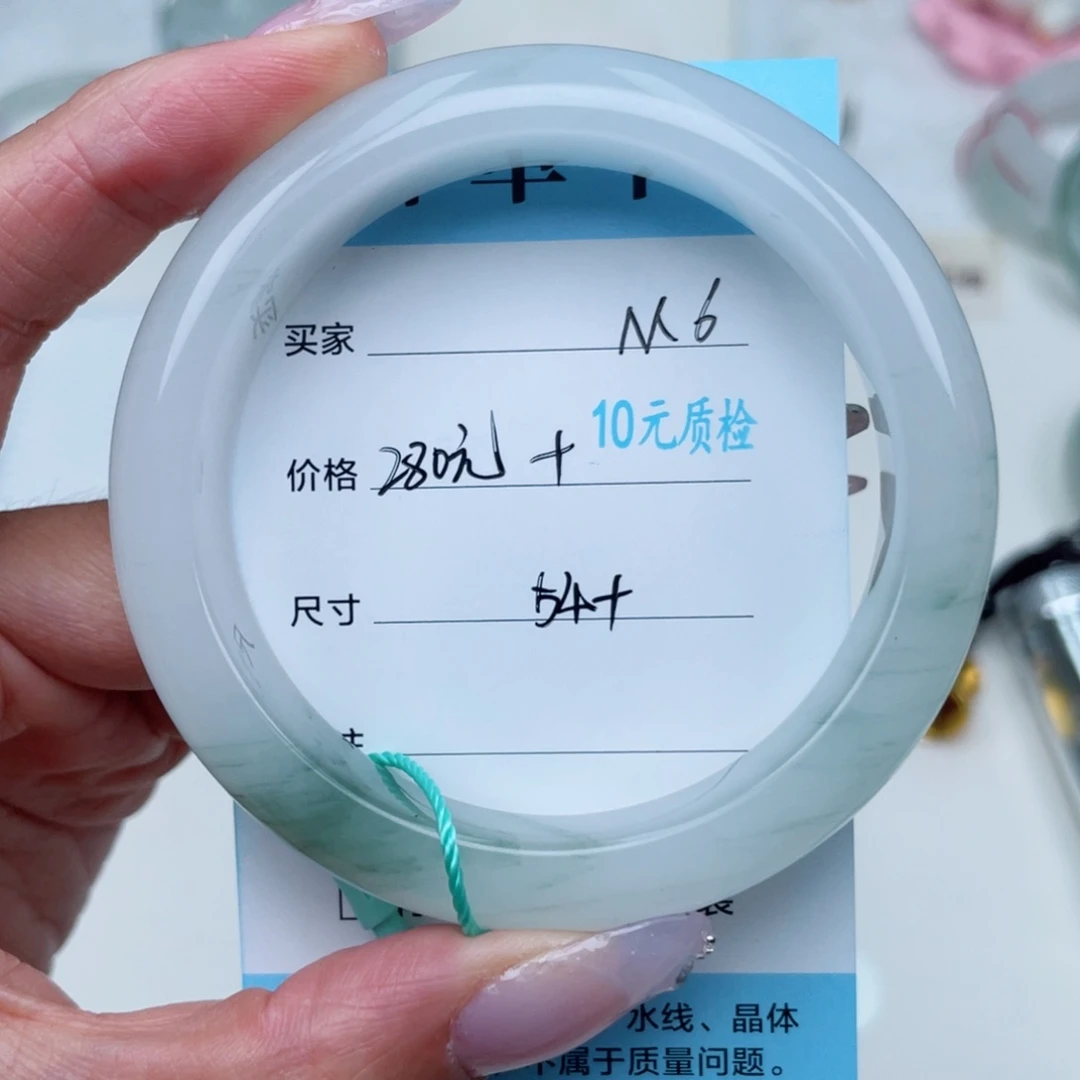 买家 M6
价格 280元 + 10元质检
尺寸 54+
水线、晶体
不属于质量问题。